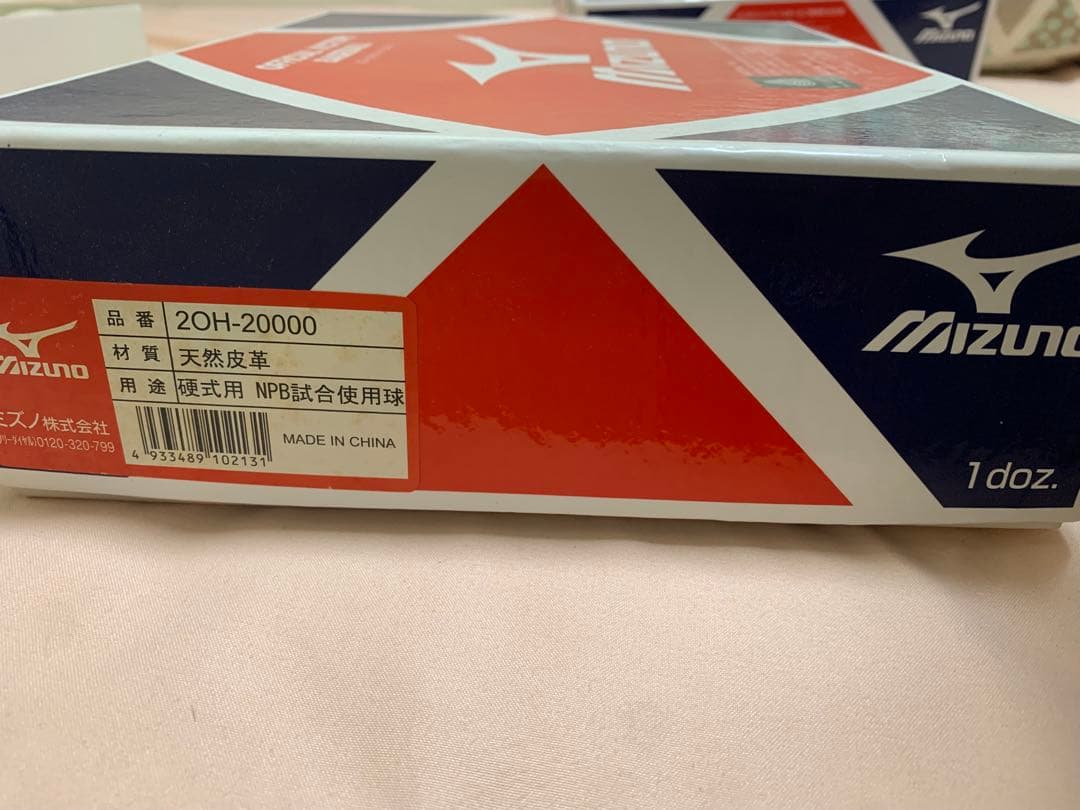 MIZUNO
MIZUNO
品番 2OH-20000
材質 天然皮革
用途 硬式用 NPB試合使用球
MADE IN CHINA
4 933489 102131
MIZUNO
ミズノ株式会社
0120-320-799
MIZUNO
1doz.